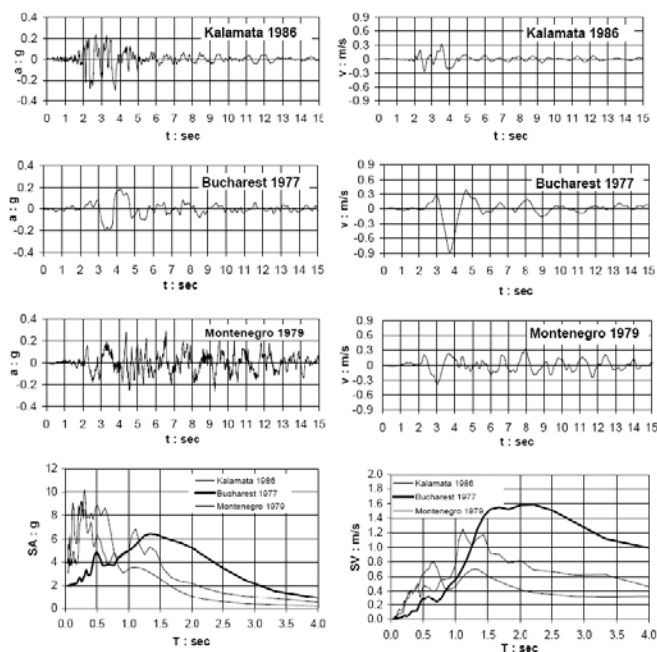 0.4
Kalamata 1986
0.2
0
-0.2
-0.4
-a : g
0 1 2 3 4 5 6 7 8 9 10 11 12 13 14 15
t : sec
0.9
Kalamata 1986
0.6
0.3
0
-0.3
-0.6
-0.9
v : m/s
0 1 2 3 4 5 6 7 8 9 10 11 12 13 14 15
t : sec
0.4
Bucharest 1977
0.2
0
-0.2
-0.4
a : g
0 1 2 3 4 5 6 7 8 9 10 11 12 13 14 15
t : sec
0.9
Bucharest 1977
0.6
0.3
0
-0.3
-0.6
-0.9
v : m/s
0 1 2 3 4 5 6 7 8 9 10 11 12 13 14 15
t : sec
0.4
Montenegro 1979
0.2
0
-0.2
-0.4
a : g
0 1 2 3 4 5 6 7 8 9 10 11 12 13 14 15
t : sec
0.9
Montenegro 1979
0.6
0.3
0
-0.3
-0.6
-0.9
v : m/s
0 1 2 3 4 5 6 7 8 9 10 11 12 13 14 15
t : sec
12
10
8
6
4
2
0
SA : g
Kalamata 1986
Bucharest 1977
Montenegro 1979
0.0 0.5 1.0 1.5 2.0 2.5 3.0 3.5 4.0
T : sec
2.0
1.8
1.6
1.4
1.2
1.0
0.8
0.6
0.4
0.2
0.0
SV : m/s
Kalamata 1986
Bucharest 1977
Montenegro 1979
0.0 0.5 1.0 1.5 2.0 2.5 3.0 3.5 4.0
T : sec